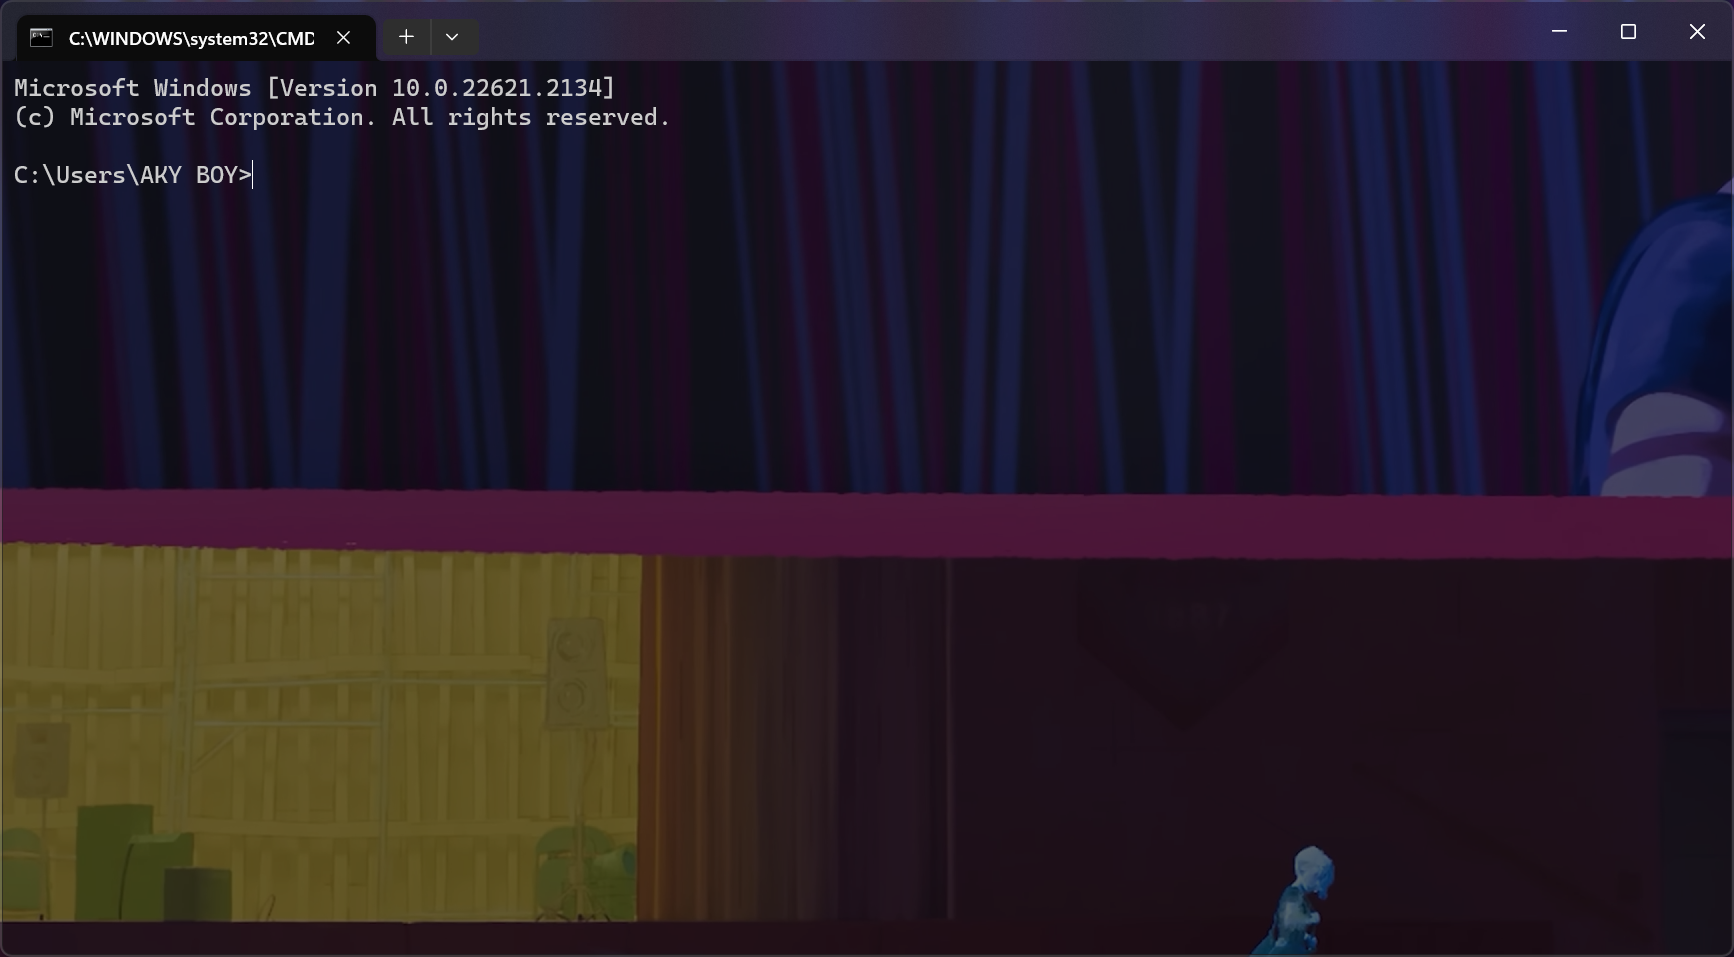 C:\WINDOWS\system32\CMD
Microsoft Windows [Version 10.0.22621.2134]
(c) Microsoft Corporation. All rights reserved.
C:\Users\AKY BOY>